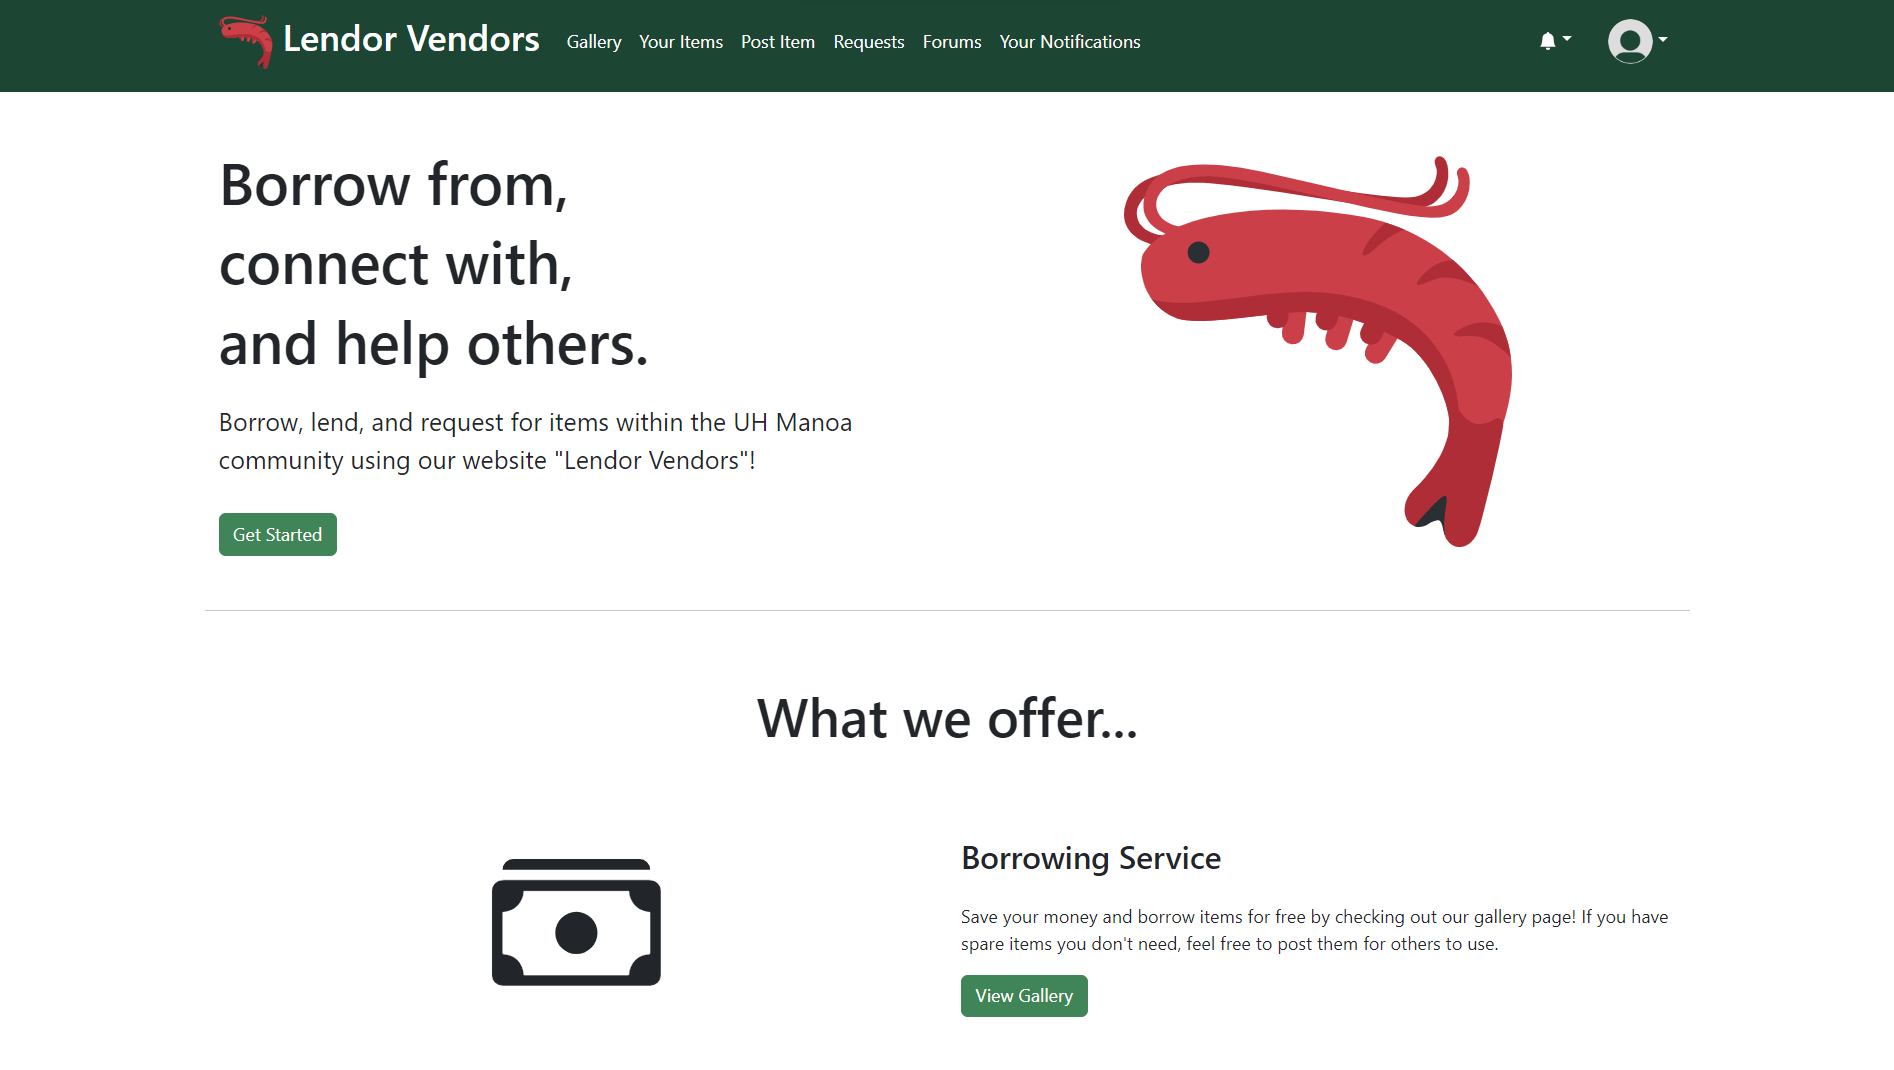 Lendor Vendors Gallery Your Items Post Item Requests Forums Your Notifications
Borrow from,
connect with,
and help others.
Borrow, lend, and request for items within the UH Manoa
community using our website "Lendor Vendors"!
Get Started
What we offer...
Borrowing Service
Save your money and borrow items for free by checking out our gallery page! If you have
spare items you don't need, feel free to post them for others to use.
View Gallery